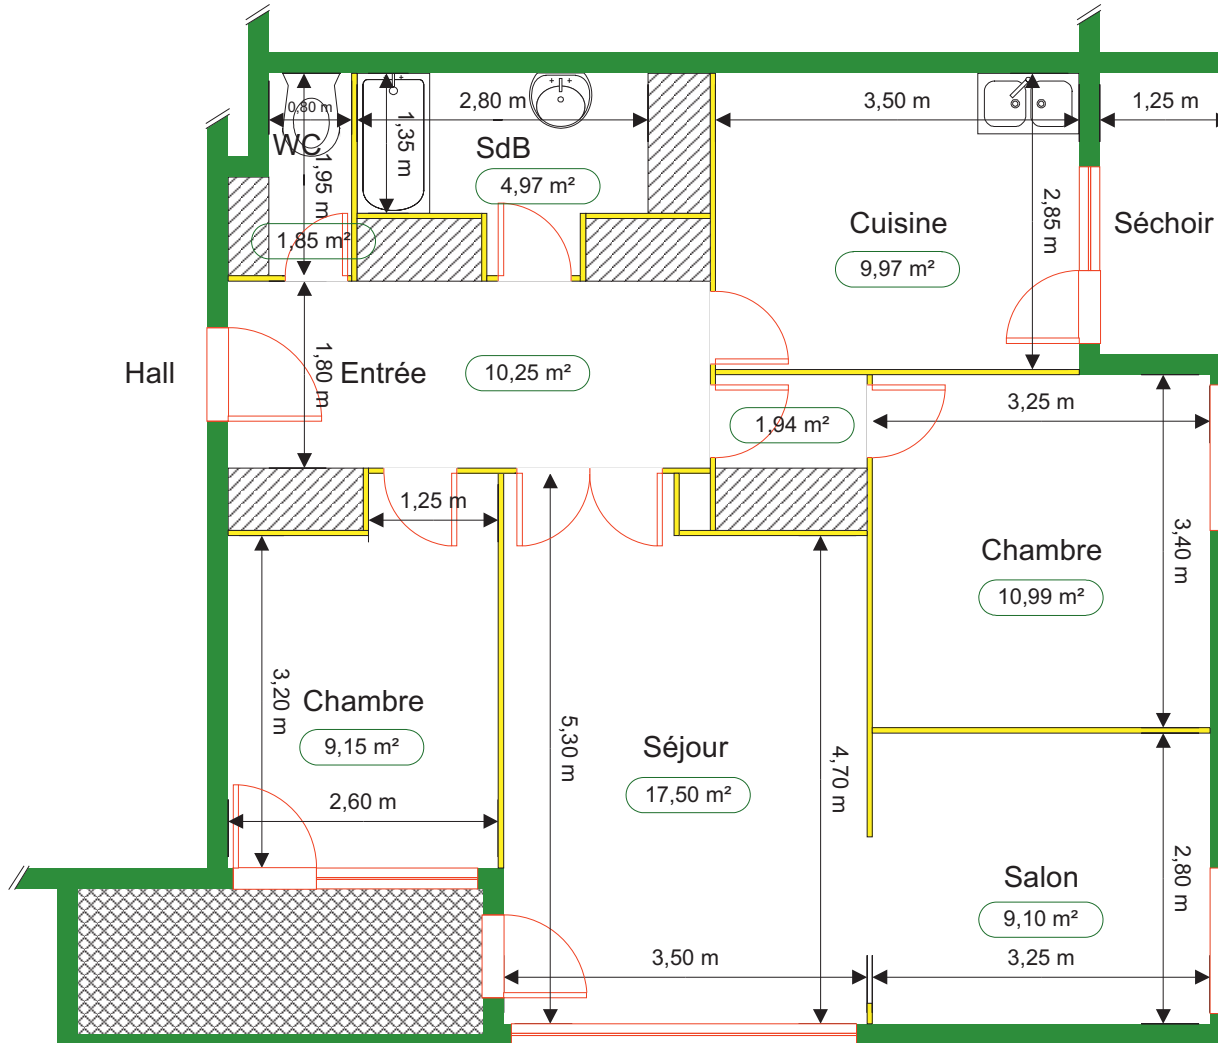 0,80 m
WC
1,95 m
1,85 m²
1,35 m
2,80 m
SdB
4,97 m²
3,50 m
Cuisine
9,97 m²
2,85 m
1,25 m
Séchoir
Hall
1,80 m
Entrée
10,25 m²
1,94 m²
3,25 m
1,25 m
3,40 m
Chambre
10,99 m²
3,20 m
Chambre
9,15 m²
2,60 m
5,30 m
Séjour
17,50 m²
4,70 m
3,50 m
Salon
9,10 m²
2,80 m
3,25 m